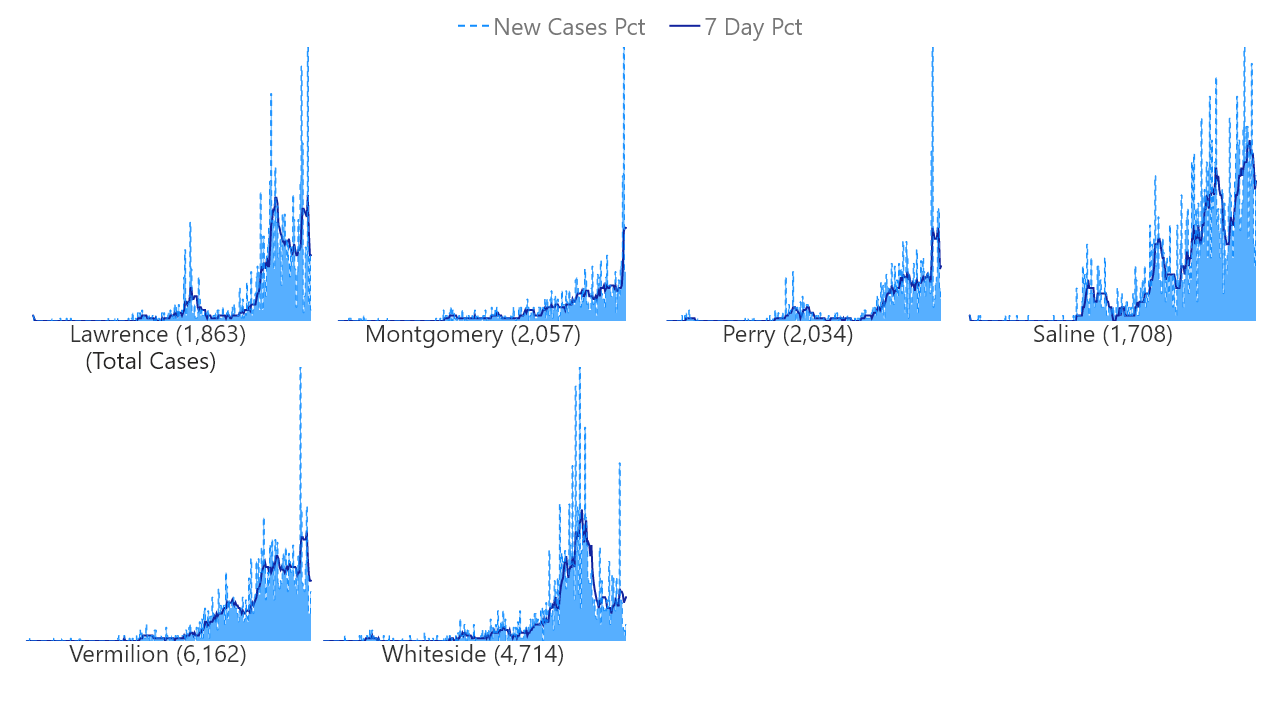 New Cases Pct 7 Day Pct
Lawrence (1,863)
(Total Cases)
Montgomery (2,057)
Perry (2,034)
Saline (1,708)
Vermilion (6,162)
Whiteside (4,714)